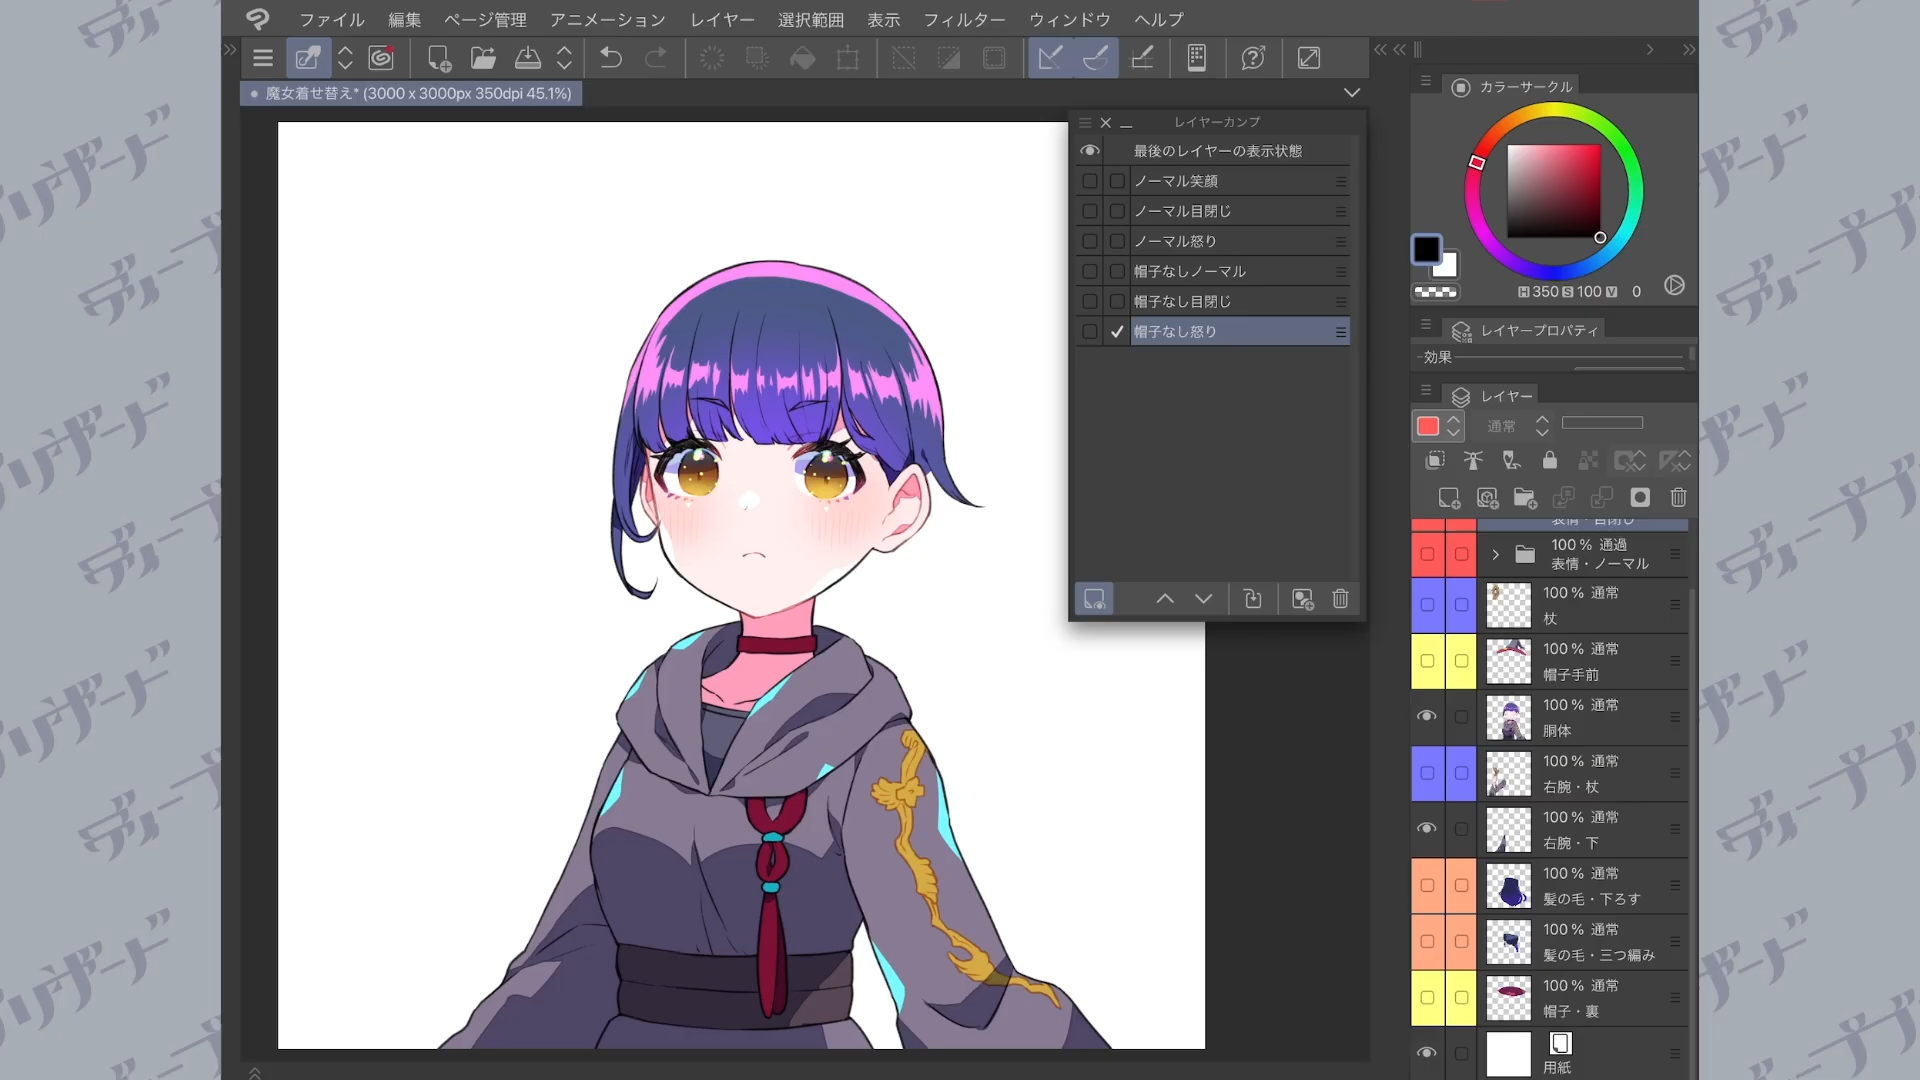 ファイル 編集 ページ管理 アニメーション レイヤー 選択範囲 表示 フィルター ウィンドウ ヘルプ
魔女着せ替え* (3000 x 3000px 350dpi 45.1%)
レイヤーカンプ
最後のレイヤーの表示状態
ノーマル笑顔
ノーマル目閉じ
ノーマル怒り
帽子なしノーマル
帽子なし目閉じ
帽子なし怒り
カラーサークル
H 350 S 100 V 0
レイヤープロパティ
効果
レイヤー
通常
表情・目閉じ
100 % 通過
表情・ノーマル
100 % 通常
杖
100 % 通常
帽子手前
100 % 通常
胴体
100 % 通常
右腕・杖
100 % 通常
右腕・下
100 % 通常
髪の毛・下ろす
100 % 通常
髪の毛・三つ編み
100 % 通常
帽子・裏
用紙